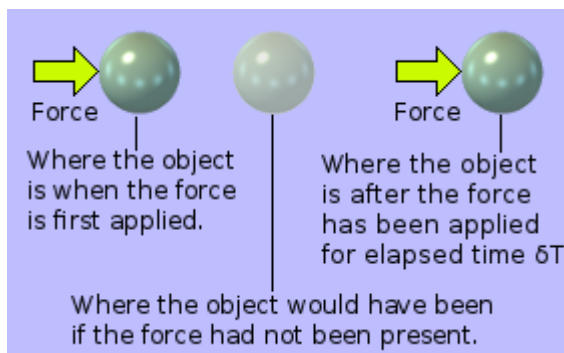 Force
Force
Where the object
is when the force
is first applied.
Where the object
is after the force
has been applied
for elapsed time δT
Where the object would have been
if the force had not been present.